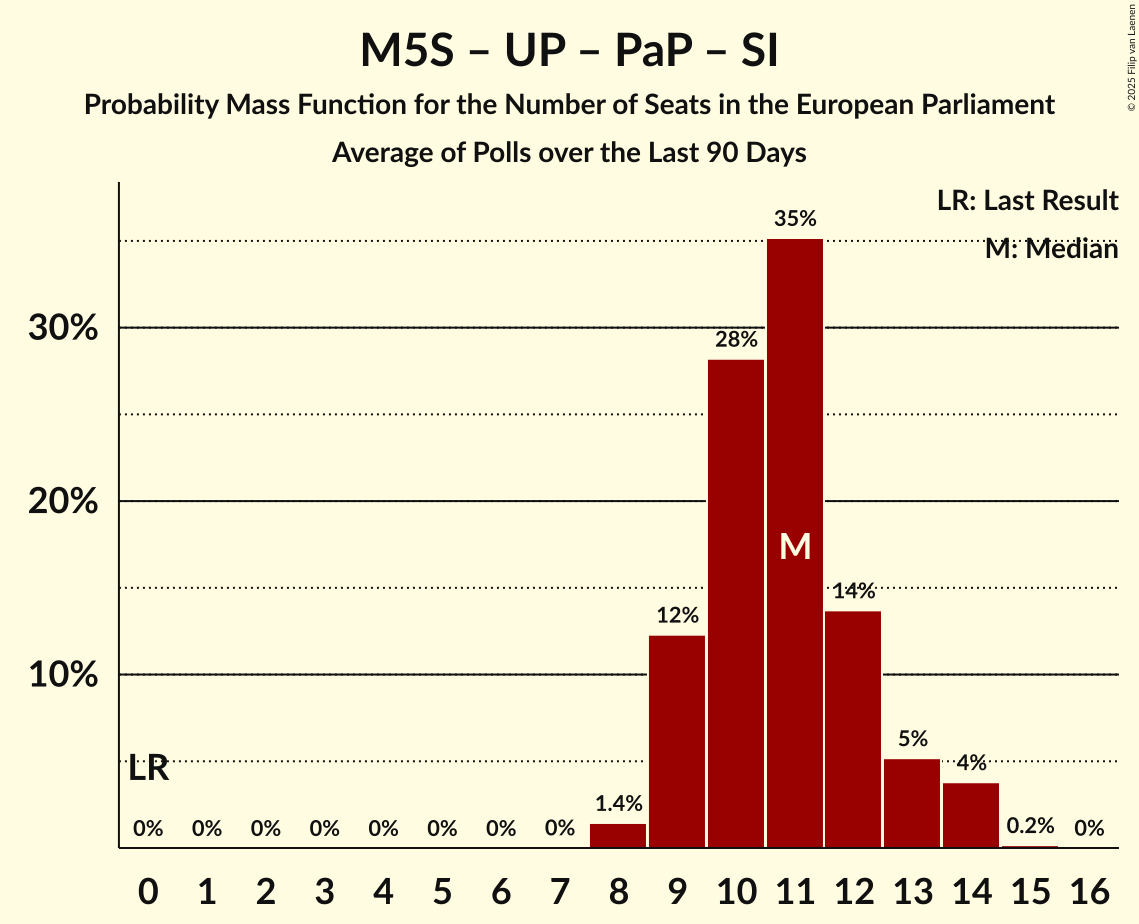 M5S – UP – PaP – SI
Probability Mass Function for the Number of Seats in the European Parliament
Average of Polls over the Last 90 Days
© 2025 Filip van Laenen
LR: Last Result
M: Median
35%
30%
28%
20%
M
14%
12%
10%
5%
4%
LR
1.4%
0.2%
0% 0% 0% 0% 0% 0% 0% 0% 0%
0 1 2 3 4 5 6 7 8 9 10 11 12 13 14 15 16